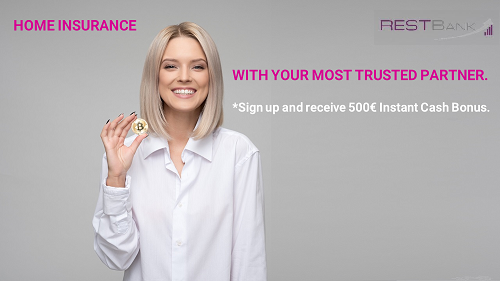 HOME INSURANCE
RESTBANK
WITH YOUR MOST TRUSTED PARTNER.
*Sign up and receive 500€ Instant Cash Bonus.